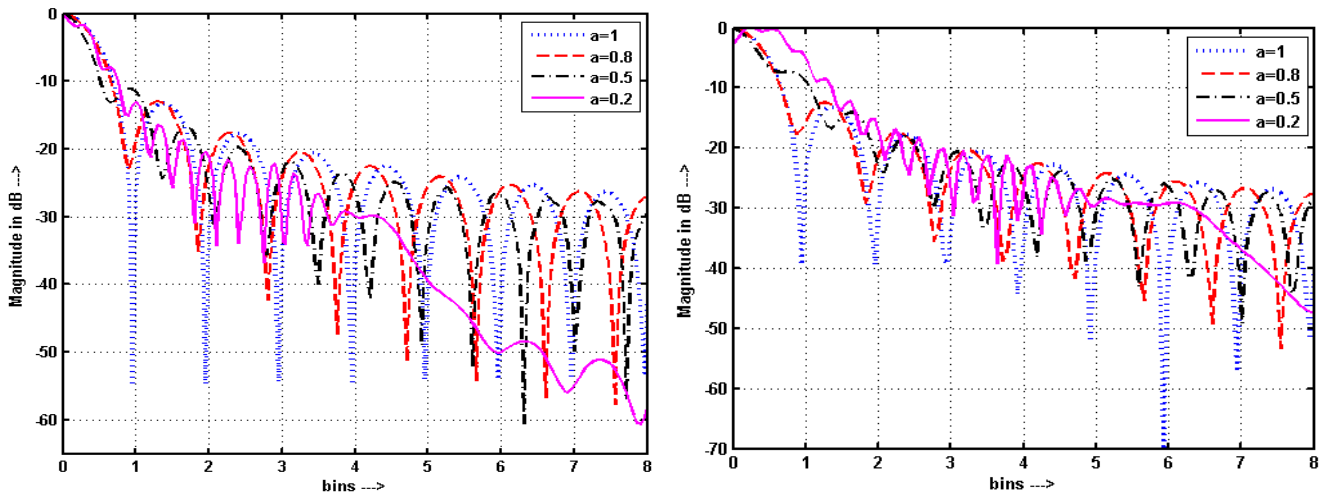 0
-10
-20
-30
-40
-50
-60
Magnitude in dB --->
0 1 2 3 4 5 6 7 8
bins --->
a=1
a=0.8
a=0.5
a=0.2
0
-10
-20
-30
-40
-50
-60
-70
Magnitude in dB --->
0 1 2 3 4 5 6 7 8
bins --->
a=1
a=0.8
a=0.5
a=0.2